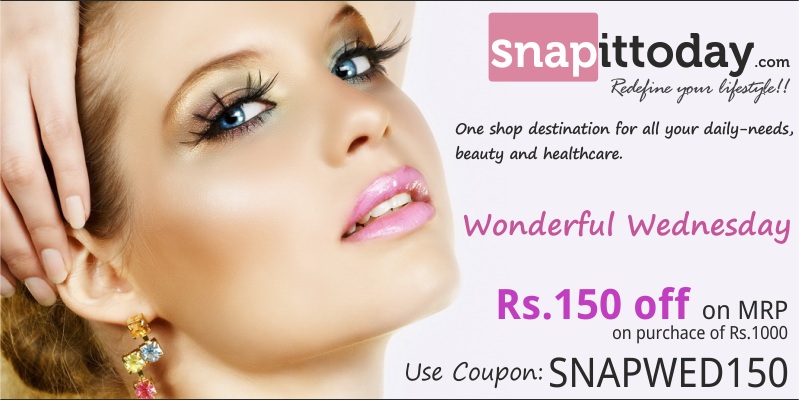 snapittoday.com
Redefine your lifestyle!!
One shop destination for all your daily-needs,
beauty and healthcare.
Wonderful Wednesday
Rs.150 off on MRP
on purchace of Rs.1000
Use Coupon: SNAPWED150